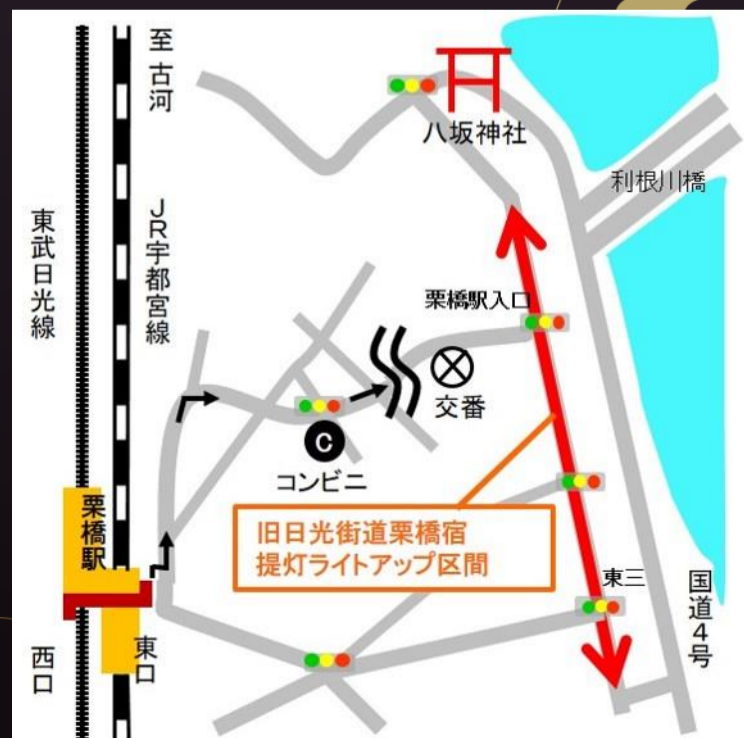 至古河
八坂神社
利根川橋
東武日光線
JR宇都宮線
栗橋駅入口
交番
C
コンビニ
栗橋駅
旧日光街道栗橋宿
提灯ライトアップ区間
東三
国道4号
西口
東口